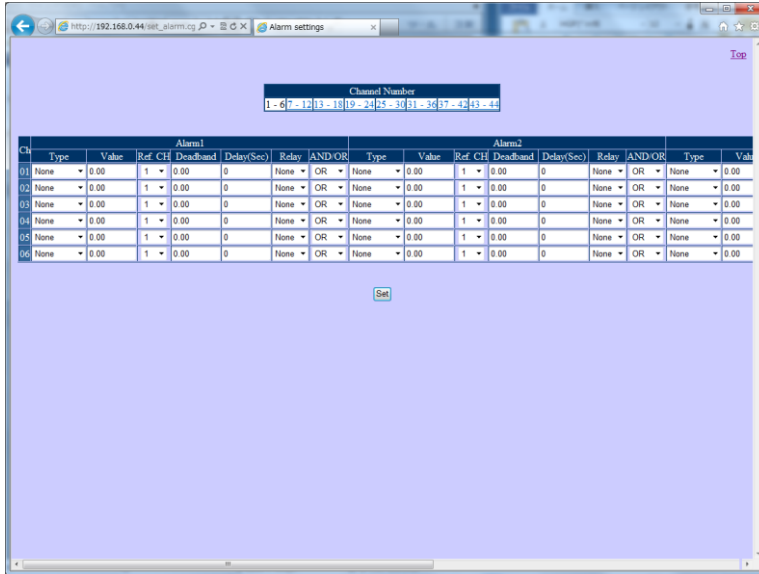 http://192.168.0.44/set_alarm.cg
Alarm settings
Top
Channel Number
1 - 6 7 - 12 13 - 18 19 - 24 25 - 30 31 - 36 37 - 42 43 - 44
Ch Alarm1 Alarm2
Type Value Ref. CH Deadband Delay(Sec) Relay AND/OR Type Value Ref. CH Deadband Delay(Sec) Relay AND/OR Type Valu
01 None 0.00 1 0.00 0 None OR None 0.00 1 0.00 0 None OR None 0.00
02 None 0.00 1 0.00 0 None OR None 0.00 1 0.00 0 None OR None 0.00
03 None 0.00 1 0.00 0 None OR None 0.00 1 0.00 0 None OR None 0.00
04 None 0.00 1 0.00 0 None OR None 0.00 1 0.00 0 None OR None 0.00
05 None 0.00 1 0.00 0 None OR None 0.00 1 0.00 0 None OR None 0.00
06 None 0.00 1 0.00 0 None OR None 0.00 1 0.00 0 None OR None 0.00
Set